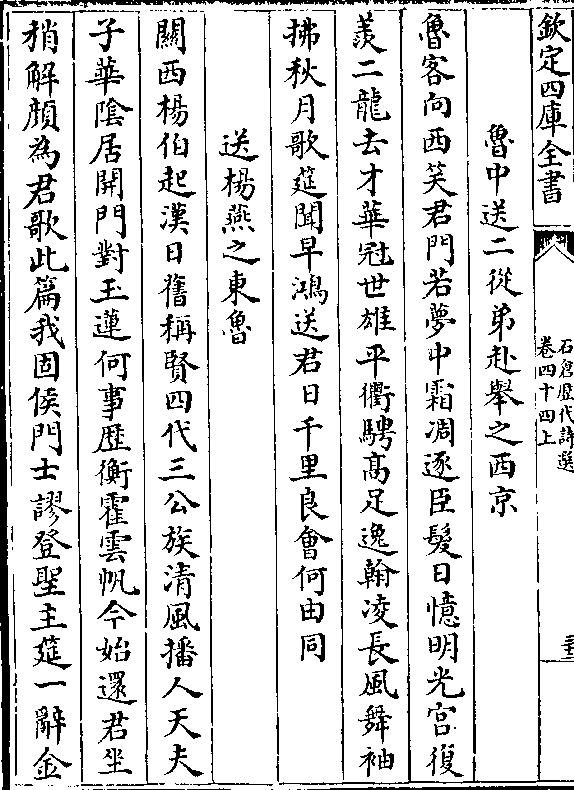 欽定四庫全書
石倉歴代詩選
卷四十四上
魯中送二從弟赴舉之西京
魯客向西笑君門若夢中霜凋逐臣髮日憶明光宮復
羨二龍去才華冠世雄平衢騁髙足逸翰凌長風舞袖
拂秋月歌筵聞早鴻送君日千里良會何由同
送楊燕之東魯
關西楊伯起漢日舊稱賢四代三公族清風播人天夫
子華隂居開門對玉蓮何事歴衡霍雲帆今始還君坐
稍解顔為君歌此篇我固侯門士謬登聖主筵一辭金